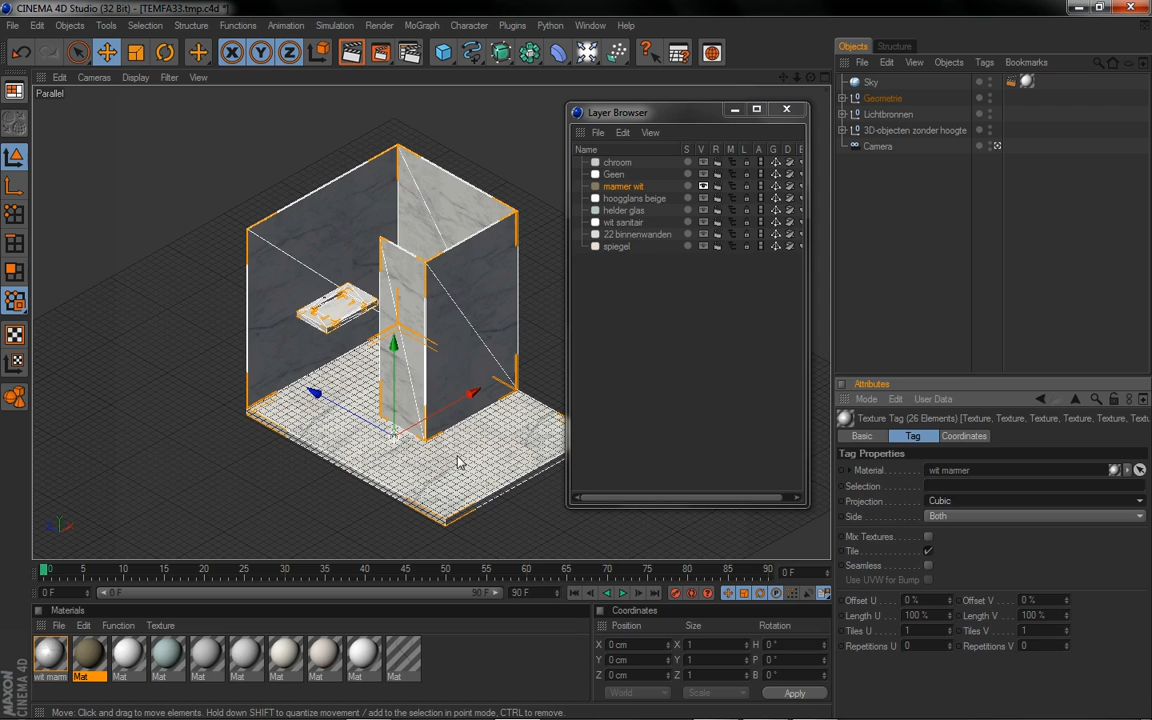 CINEMA 4D Studio (32 Bit) - [TEMFA33.tmp.c4d *]
File Edit Objects Tools Selection Structure Functions Animation Simulation Render MoGraph Character Plugins Python Window Help
Edit Cameras Display Filter View
Parallel
Layer Browser
File Edit View
Name S V R M L A G D E
chroom
Geen
marmer wit
hoogglans beige
helder glas
wit sanitair
22 binnenwanden
spiegel
Objects Structure
File Edit View Objects Tags Bookmarks
Sky
Geometrie
Lichtbronnen
3D-objecten zonder hoogte
Camera
Attributes
Mode Edit User Data
Texture Tag (26 Elements) [Texture, Texture, Texture, Texture, Textu
Basic Tag Coordinates
Tag Properties
Material wit marmer
Selection
Projection Cubic
Side Both
Mix Textures
Tile
Seamless
Use UVW for Bump
Offset U 0 % Offset V 0 %
Length U 100 % Length V 100 %
Tiles U 1 Tiles V 1
Repetitions U 0 Repetitions V 0
0 5 10 15 20 25 30 35 40 45 50 55 60 65 70 75 80 85 90 0 F
0 F 0 F 90 F 90 F
Materials
File Edit Function Texture
wit marm Mat Mat Mat Mat Mat Mat Mat Mat Mat
Coordinates
Position Size Rotation
X 0 cm X 1 H 0 °
Y 0 cm Y 1 P 0 °
Z 0 cm Z 1 B 0 °
World Scale Apply
MAXON CINEMA 4D
Move: Click and drag to move elements. Hold down SHIFT to quantize movement / add to the selection in point mode, CTRL to remove.